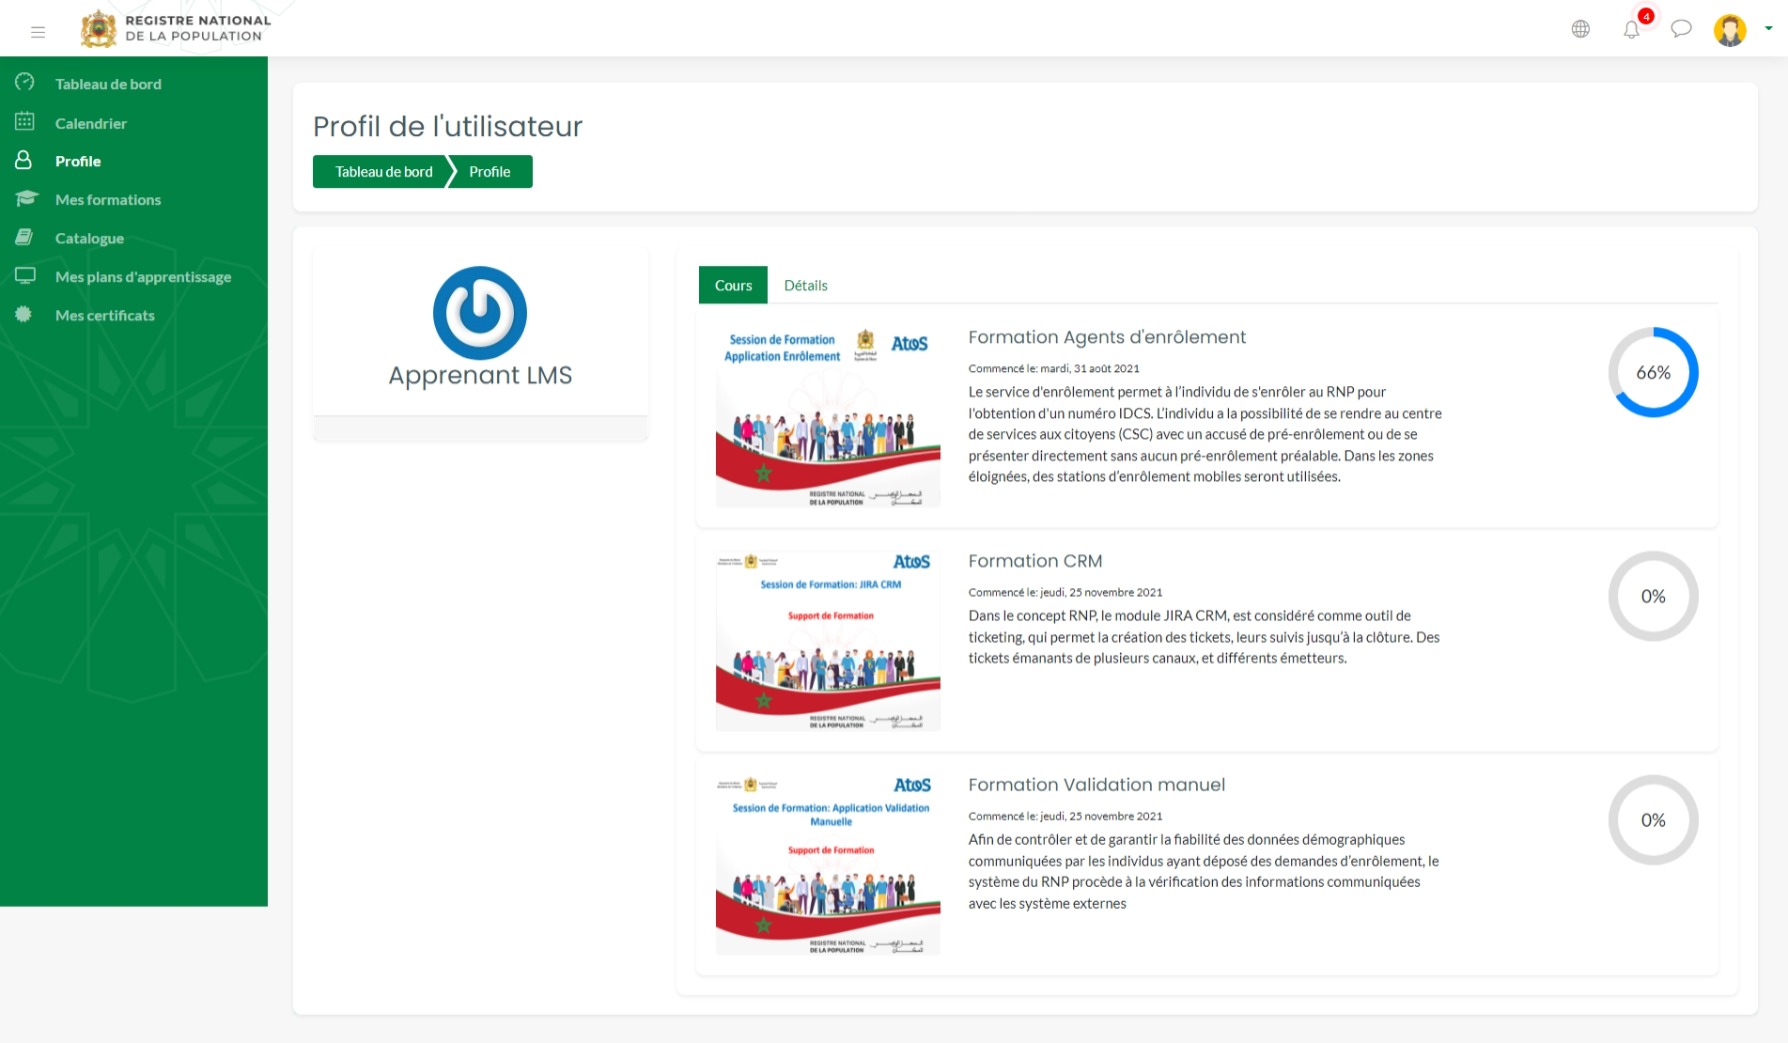 REGISTRE NATIONAL
DE LA POPULATION
4
Tableau de bord
Calendrier
Profile
Mes formations
Catalogue
Mes plans d'apprentissage
Mes certificats
Profil de l'utilisateur
Tableau de bord
Profile
Apprenant LMS
Cours
Détails
Session de Formation
Application Enrôlement
Atos
REGISTRE NATIONAL
DE LA POPULATION
Formation Agents d'enrôlement
Commencé le: mardi, 31 août 2021
Le service d'enrôlement permet à l’individu de s'enrôler au RNP pour
l'obtention d'un numéro IDCS. L’individu a la possibilité de se rendre au centre
de services aux citoyens (CSC) avec un accusé de pré-enrôlement ou de se
présenter directement sans aucun pré-enrôlement préalable. Dans les zones
éloignées, des stations d’enrôlement mobiles seront utilisées.
66%
Atos
Session de Formation: JIRA CRM
Support de Formation
REGISTRE NATIONAL
DE LA POPULATION
Formation CRM
Commencé le: jeudi, 25 novembre 2021
Dans le concept RNP, le module JIRA CRM, est considéré comme outil de
ticketing, qui permet la création des tickets, leurs suivis jusqu’à la clôture. Des
tickets émanants de plusieurs canaux, et différents émetteurs.
0%
Atos
Session de Formation: Application Validation
Manuelle
Support de Formation
REGISTRE NATIONAL
DE LA POPULATION
Formation Validation manuel
Commencé le: jeudi, 25 novembre 2021
Afin de contrôler et de garantir la fiabilité des données démographiques
communiquées par les individus ayant déposé des demandes d’enrôlement, le
système du RNP procède à la vérification des informations communiquées
avec les système externes
0%